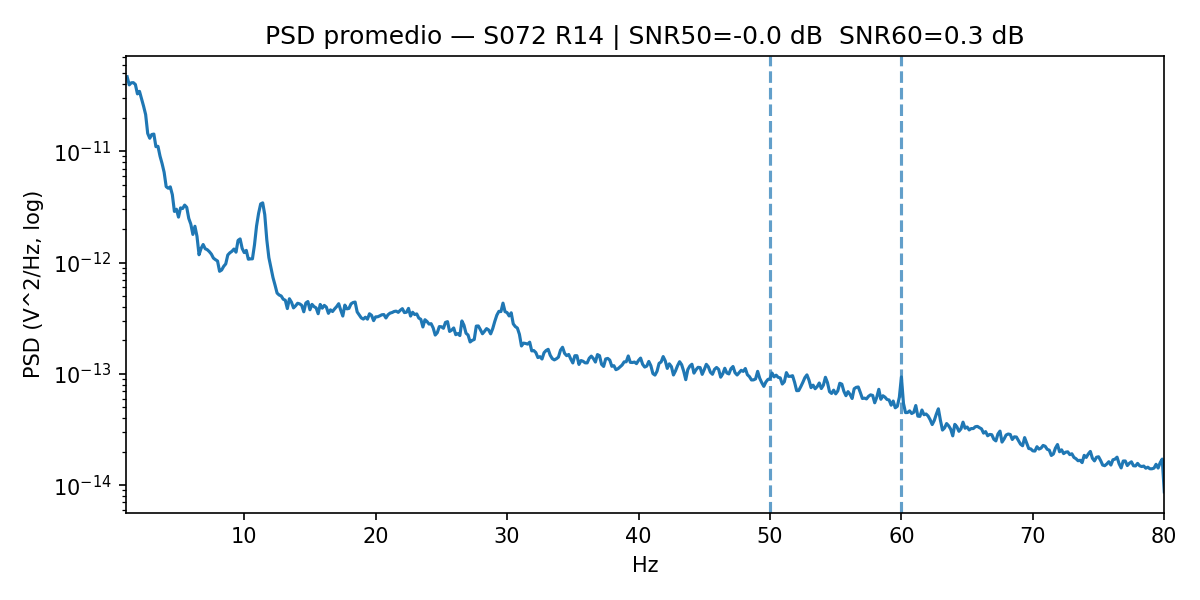 PSD promedio — S072 R14 | SNR50=-0.0 dB  SNR60=0.3 dB
PSD (V^2/Hz, log)
10⁻¹¹
10⁻¹²
10⁻¹³
10⁻¹⁴
10 20 30 40 50 60 70 80
Hz